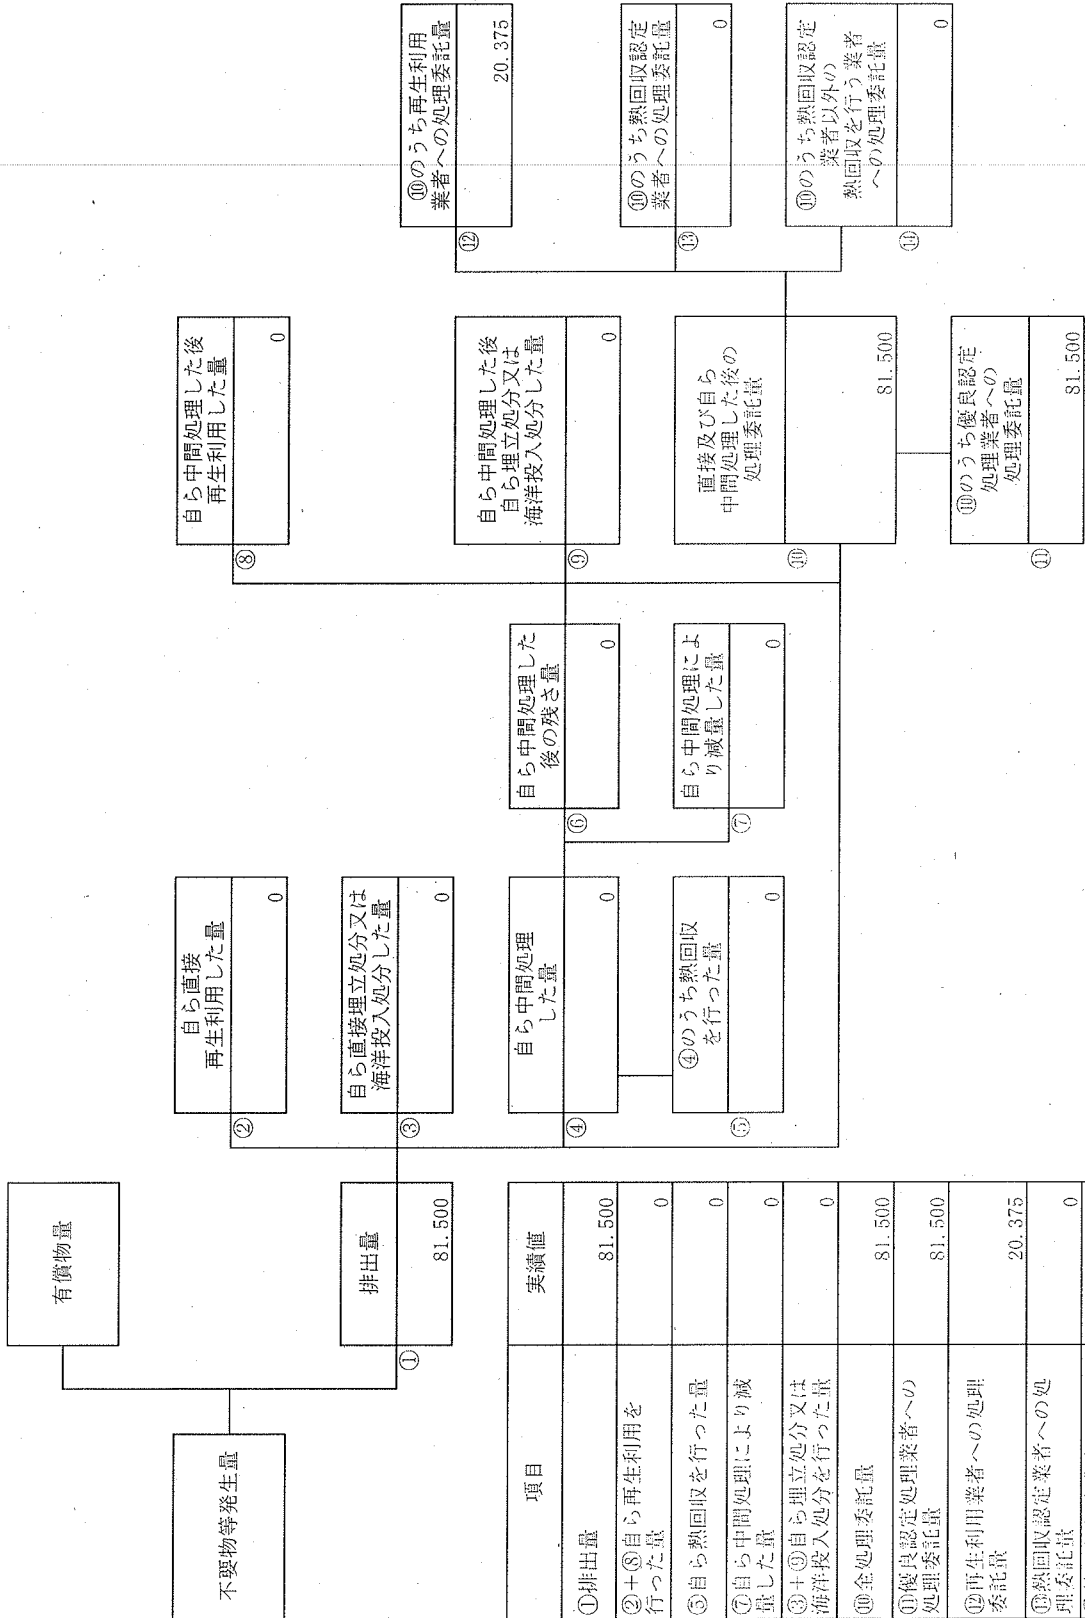 不要物等発生量
有償物量
排出量
①
81.500
自ら直接
再生利用した量
②
0
自ら直接埋立処分又は
海洋投入処分した量
③
0
自ら中間処理
した量
④
0
④のうち熱回収
を行った量
⑤
0
自ら中間処理した
後の残さ量
⑥
0
自ら中間処理によ
り減量した量
⑦
0
自ら中間処理した後
再生利用した量
⑧
0
自ら中間処理した後
自ら埋立処分又は
海洋投入処分した量
⑨
0
直接及び自ら
中間処理した後の
処理委託量
⑩
81.500
⑩のうち優良認定
処理業者への
処理委託量
⑪
81.500
⑩のうち再生利用
業者への処理委託量
⑫
20.375
⑩のうち熱回収認定
業者への処理委託量
⑬
0
⑩のうち熱回収認定
業者以外の
熱回収を行う業者
への処理委託量
⑭
0
項目 実績値
①排出量 81.500
②+⑧自ら再生利用を
行った量 0
⑤自ら熱回収を行った量 0
⑦自ら中間処理により減
量した量 0
③+⑨自ら埋立処分又は
海洋投入処分を行った量 0
⑩全処理委託量 81.500
⑪優良認定処理業者への
処理委託量 81.500
⑫再生利用業者への処理
委託量 20.375
⑬熱回収認定業者への処
理委託量 0